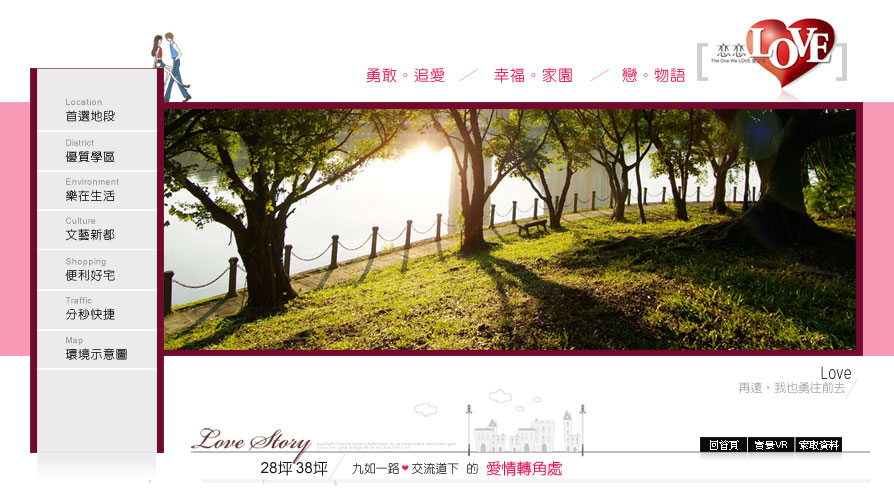 勇敢。追愛 ／ 幸福。家園 ／ 戀。物語
戀戀
LOVE
The One We LOVE
Location
首選地段
District
優質學區
Environment
樂在生活
Culture
文藝新都
Shopping
便利好宅
Traffic
分秒快捷
Map
環境示意圖
Love
再遠，我也勇往前去
Love Story
回首頁 實景VR 索取資料
28坪 38坪 九如一路❤交流道下 的 愛情轉角處